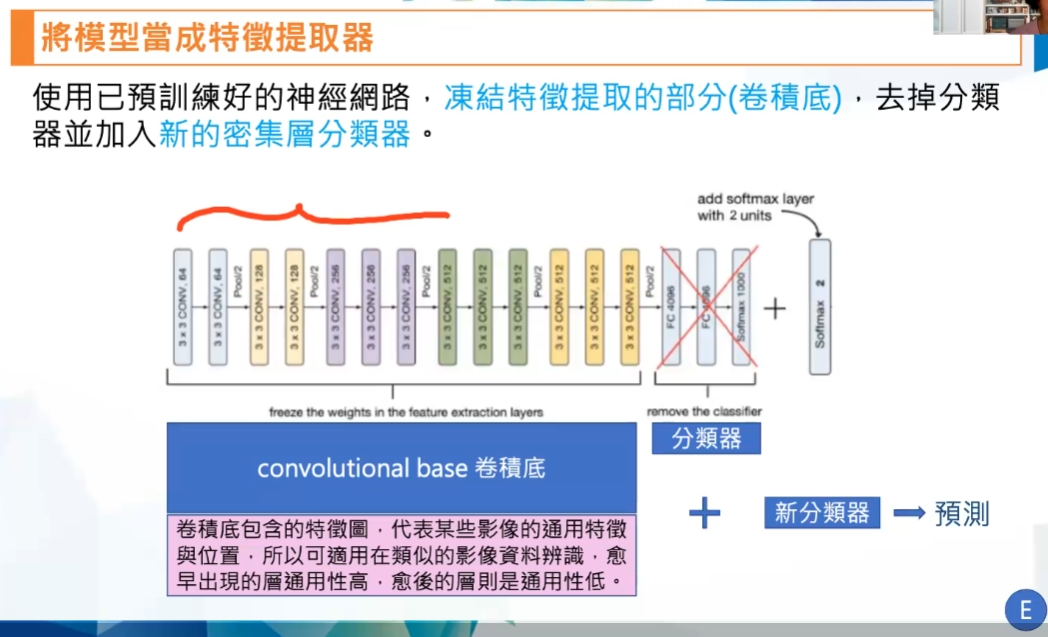 將模型當成特徵提取器
使用已預訓練好的神經網路，凍結特徵提取的部分(卷積底)，去掉分類
器並加入新的密集層分類器。
add softmax layer
with 2 units
3 x 3 CONV, 64
3 x 3 CONV, 64
Pool/2
3 x 3 CONV, 128
3 x 3 CONV, 128
Pool/2
3 x 3 CONV, 256
3 x 3 CONV, 256
3 x 3 CONV, 256
Pool/2
3 x 3 CONV, 512
3 x 3 CONV, 512
3 x 3 CONV, 512
Pool/2
3 x 3 CONV, 512
3 x 3 CONV, 512
3 x 3 CONV, 512
Pool/2
FC 4096
FC 4096
Softmax 1000
+
Softmax 2
freeze the weights in the feature extraction layers
remove the classifier
convolutional base 卷積底
分類器
卷積底包含的特徵圖，代表某些影像的通用特徵
與位置，所以可適用在類似的影像資料辨識，愈
早出現的層通用性高，愈後的層則是通用性低。
+
新分類器
預測
E